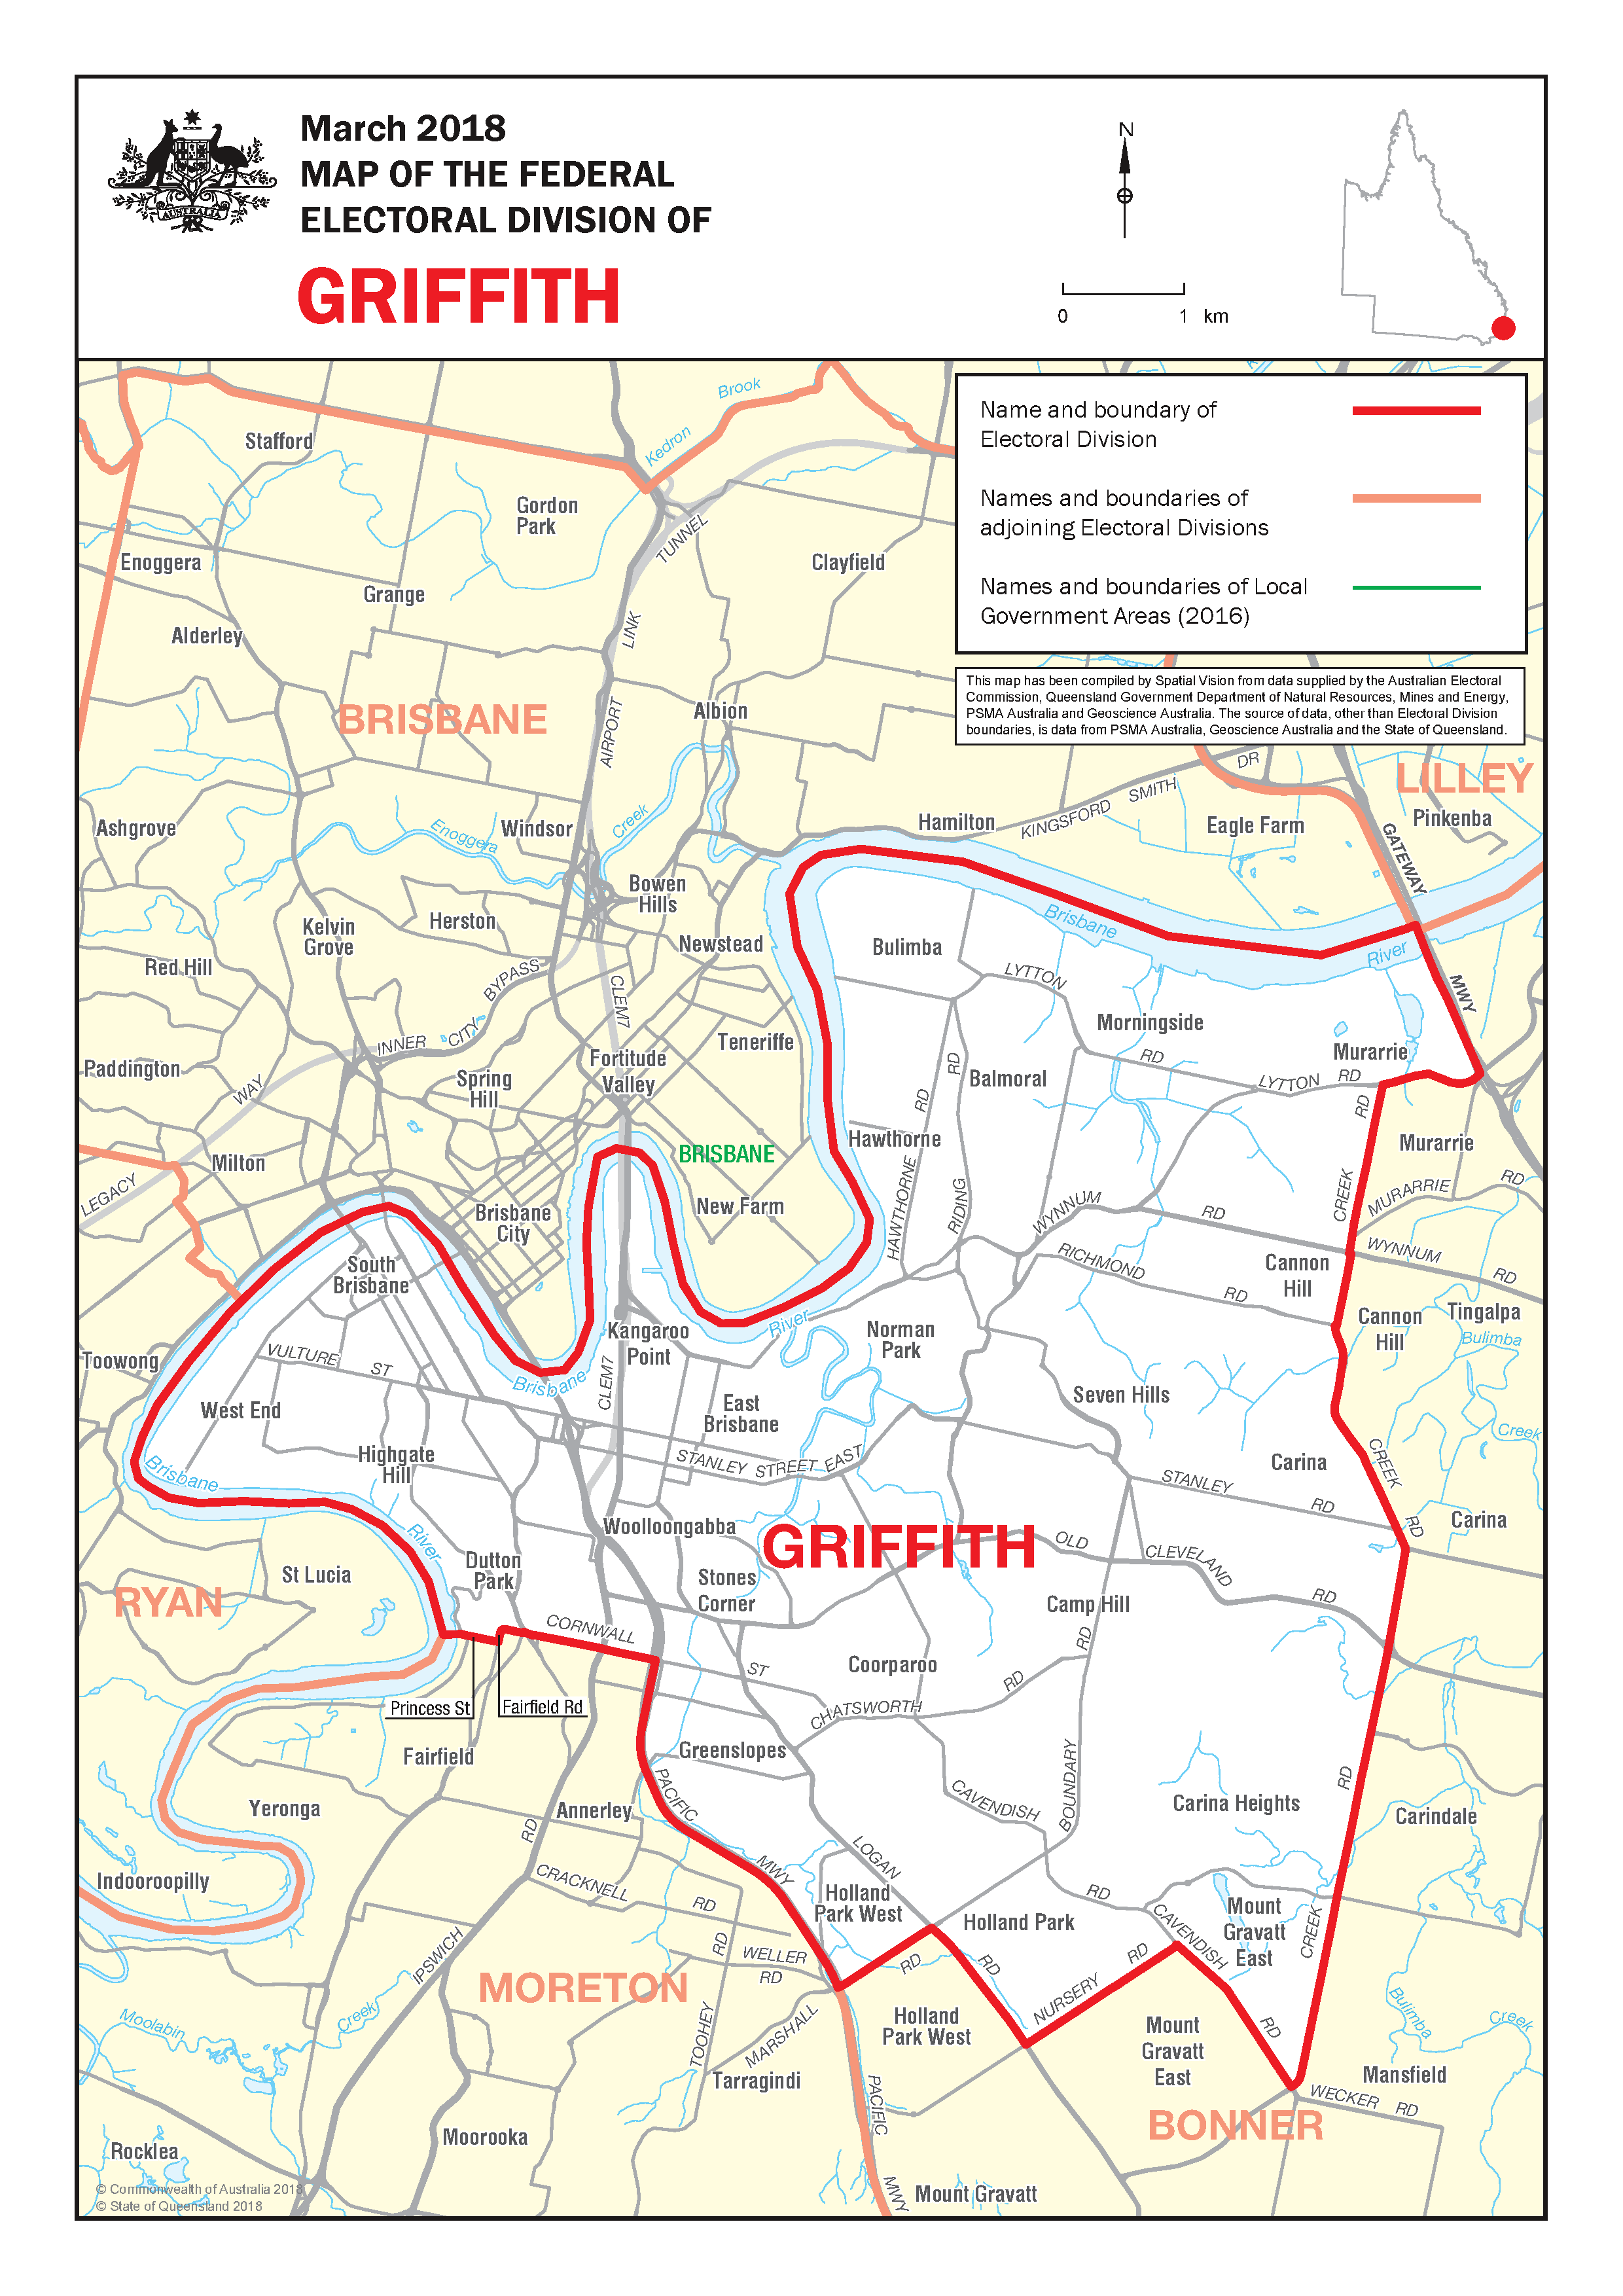 March 2018
MAP OF THE FEDERAL
ELECTORAL DIVISION OF
GRIFFITH
AUSTRALIA
N
0 1 km
Name and boundary of
Electoral Division
Names and boundaries of
adjoining Electoral Divisions
Names and boundaries of Local
Government Areas (2016)
This map has been compiled by Spatial Vision from data supplied by the Australian Electoral
Commission, Queensland Government Department of Natural Resources, Mines and Energy,
PSMA Australia and Geoscience Australia. The source of data, other than Electoral Division
boundaries, is data from PSMA Australia, Geoscience Australia and the State of Queensland.
Brook
Kedron
Stafford
Gordon
Park
TUNNEL
Enoggera
Clayfield
Grange
Alderley
LINK
BRISBANE
AIRPORT
Albion
DR
LILLEY
SMITH
KINGSFORD
Pinkenba
Ashgrove
Enoggera
Windsor
Creek
Hamilton
Eagle Farm
GATEWAY
Bowen
Hills
Kelvin
Grove
Herston
Newstead
Bulimba
Brisbane
River
Red Hill
BYPASS
CLEM7
LYTTON
MWY
INNER
CITY
Teneriffe
Morningside
Murarrie
Paddington
WAY
Spring
Hill
Fortitude
Valley
RD
RD
Balmoral
RD
LYTTON
RD
RD
Milton
BRISBANE
Hawthorne
Murarrie
LEGACY
New Farm
HAWTHORNE
RIDING
WYNNUM
RD
CREEK
MURARRIE
RD
Brisbane
City
South
Brisbane
RICHMOND
RD
Cannon
Hill
WYNNUM
RD
Toowong
VULTURE
ST
Kangaroo
Point
River
Norman
Park
Cannon
Hill
Tingalpa
Bulimba
Brisbane
CLEM7
West End
East
Brisbane
Seven Hills
Creek
Highgate
Hill
Brisbane
STANLEY
STREET
EAST
Carina
CREEK
STANLEY
RD
RD
Carina
River
Woolloongabba
GRIFFITH
OLD
CLEVELAND
RD
St Lucia
Dutton
Park
Stones
Corner
RYAN
Camp Hill
CORNWALL
RD
ST
Coorparoo
RD
Princess St
Fairfield Rd
CHATSWORTH
Fairfield
Greenslopes
PACIFIC
BOUNDARY
RD
Yeronga
Annerley
RD
CAVENDISH
Carina Heights
Carindale
LOGAN
MWY
Indooroopilly
CRACKNELL
RD
Holland
Park West
RD
Holland Park
CAVENDISH
Mount
Gravatt
East
CREEK
IPSWICH
RD
WELLER
RD
RD
RD
RD
MORETON
NURSERY
Moolabin
Creek
TOOHEY
MARSHALL
Holland
Park West
Mount
Gravatt
East
RD
Bulimba
Creek
Tarragindi
PACIFIC
Mansfield
WECKER
RD
BONNER
Moorooka
Rocklea
MWY
Mount Gravatt
© Commonwealth of Australia 2018
© State of Queensland 2018